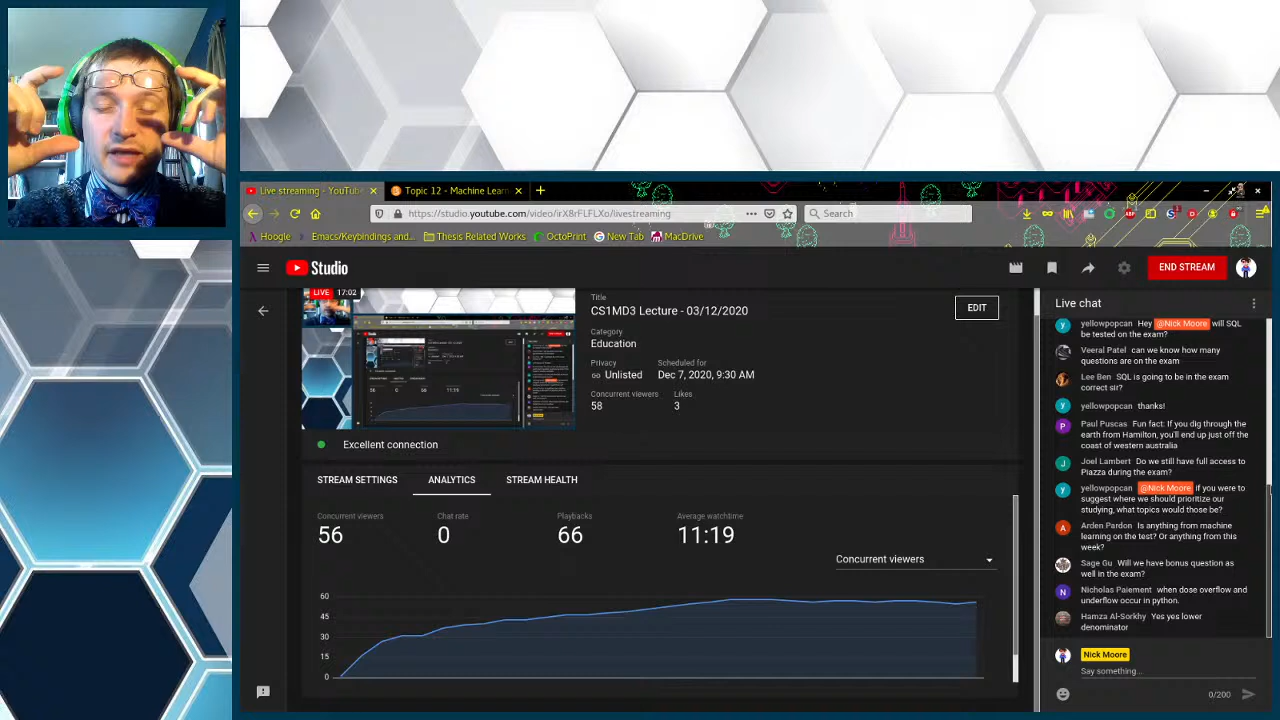 Live streaming - YouTube
Topic 12 - Machine Learn
https://studio.youtube.com/video/irX8rFLFLXo/livestreaming
Search
Hoogle
Emacs/Keybindings and...
Thesis Related Works
OctoPrint
New Tab
MacDrive
Studio
END STREAM
LIVE 17:02
Title
CS1MD3 Lecture - 03/12/2020
EDIT
Category
Education
Privacy
Unlisted
Scheduled for
Dec 7, 2020, 9:30 AM
Concurrent viewers
58
Likes
3
Excellent connection
STREAM SETTINGS
ANALYTICS
STREAM HEALTH
Concurrent viewers
56
Chat rate
0
Playbacks
66
Average watchtime
11:19
Concurrent viewers
60
45
30
15
0
Live chat
yellowpopcan Hey @Nick Moore will SQL
be tested on the exam?
Veeral Patel can we know how many
questions are on the exam
Lee Ben SQL is going to be in the exam
correct sir?
yellowpopcan thanks!
Paul Puscas Fun fact: If you dig through the
earth from Hamilton, you'll end up just off the
coast of western australia
Joel Lambert Do we still have full access to
Piazza during the exam?
yellowpopcan @Nick Moore if you were to
suggest where we should prioritize our
studying, what topics would those be?
Arden Pardon Is anything from machine
learning on the test? Or anything from this
week?
Sage Gu Will we have bonus question as
well in the exam?
Nicholas Paiement when dose overflow and
underflow occur in python.
Hamza Al-Sorkhy Yes yes lower
denominator
Nick Moore
Say something...
0/200